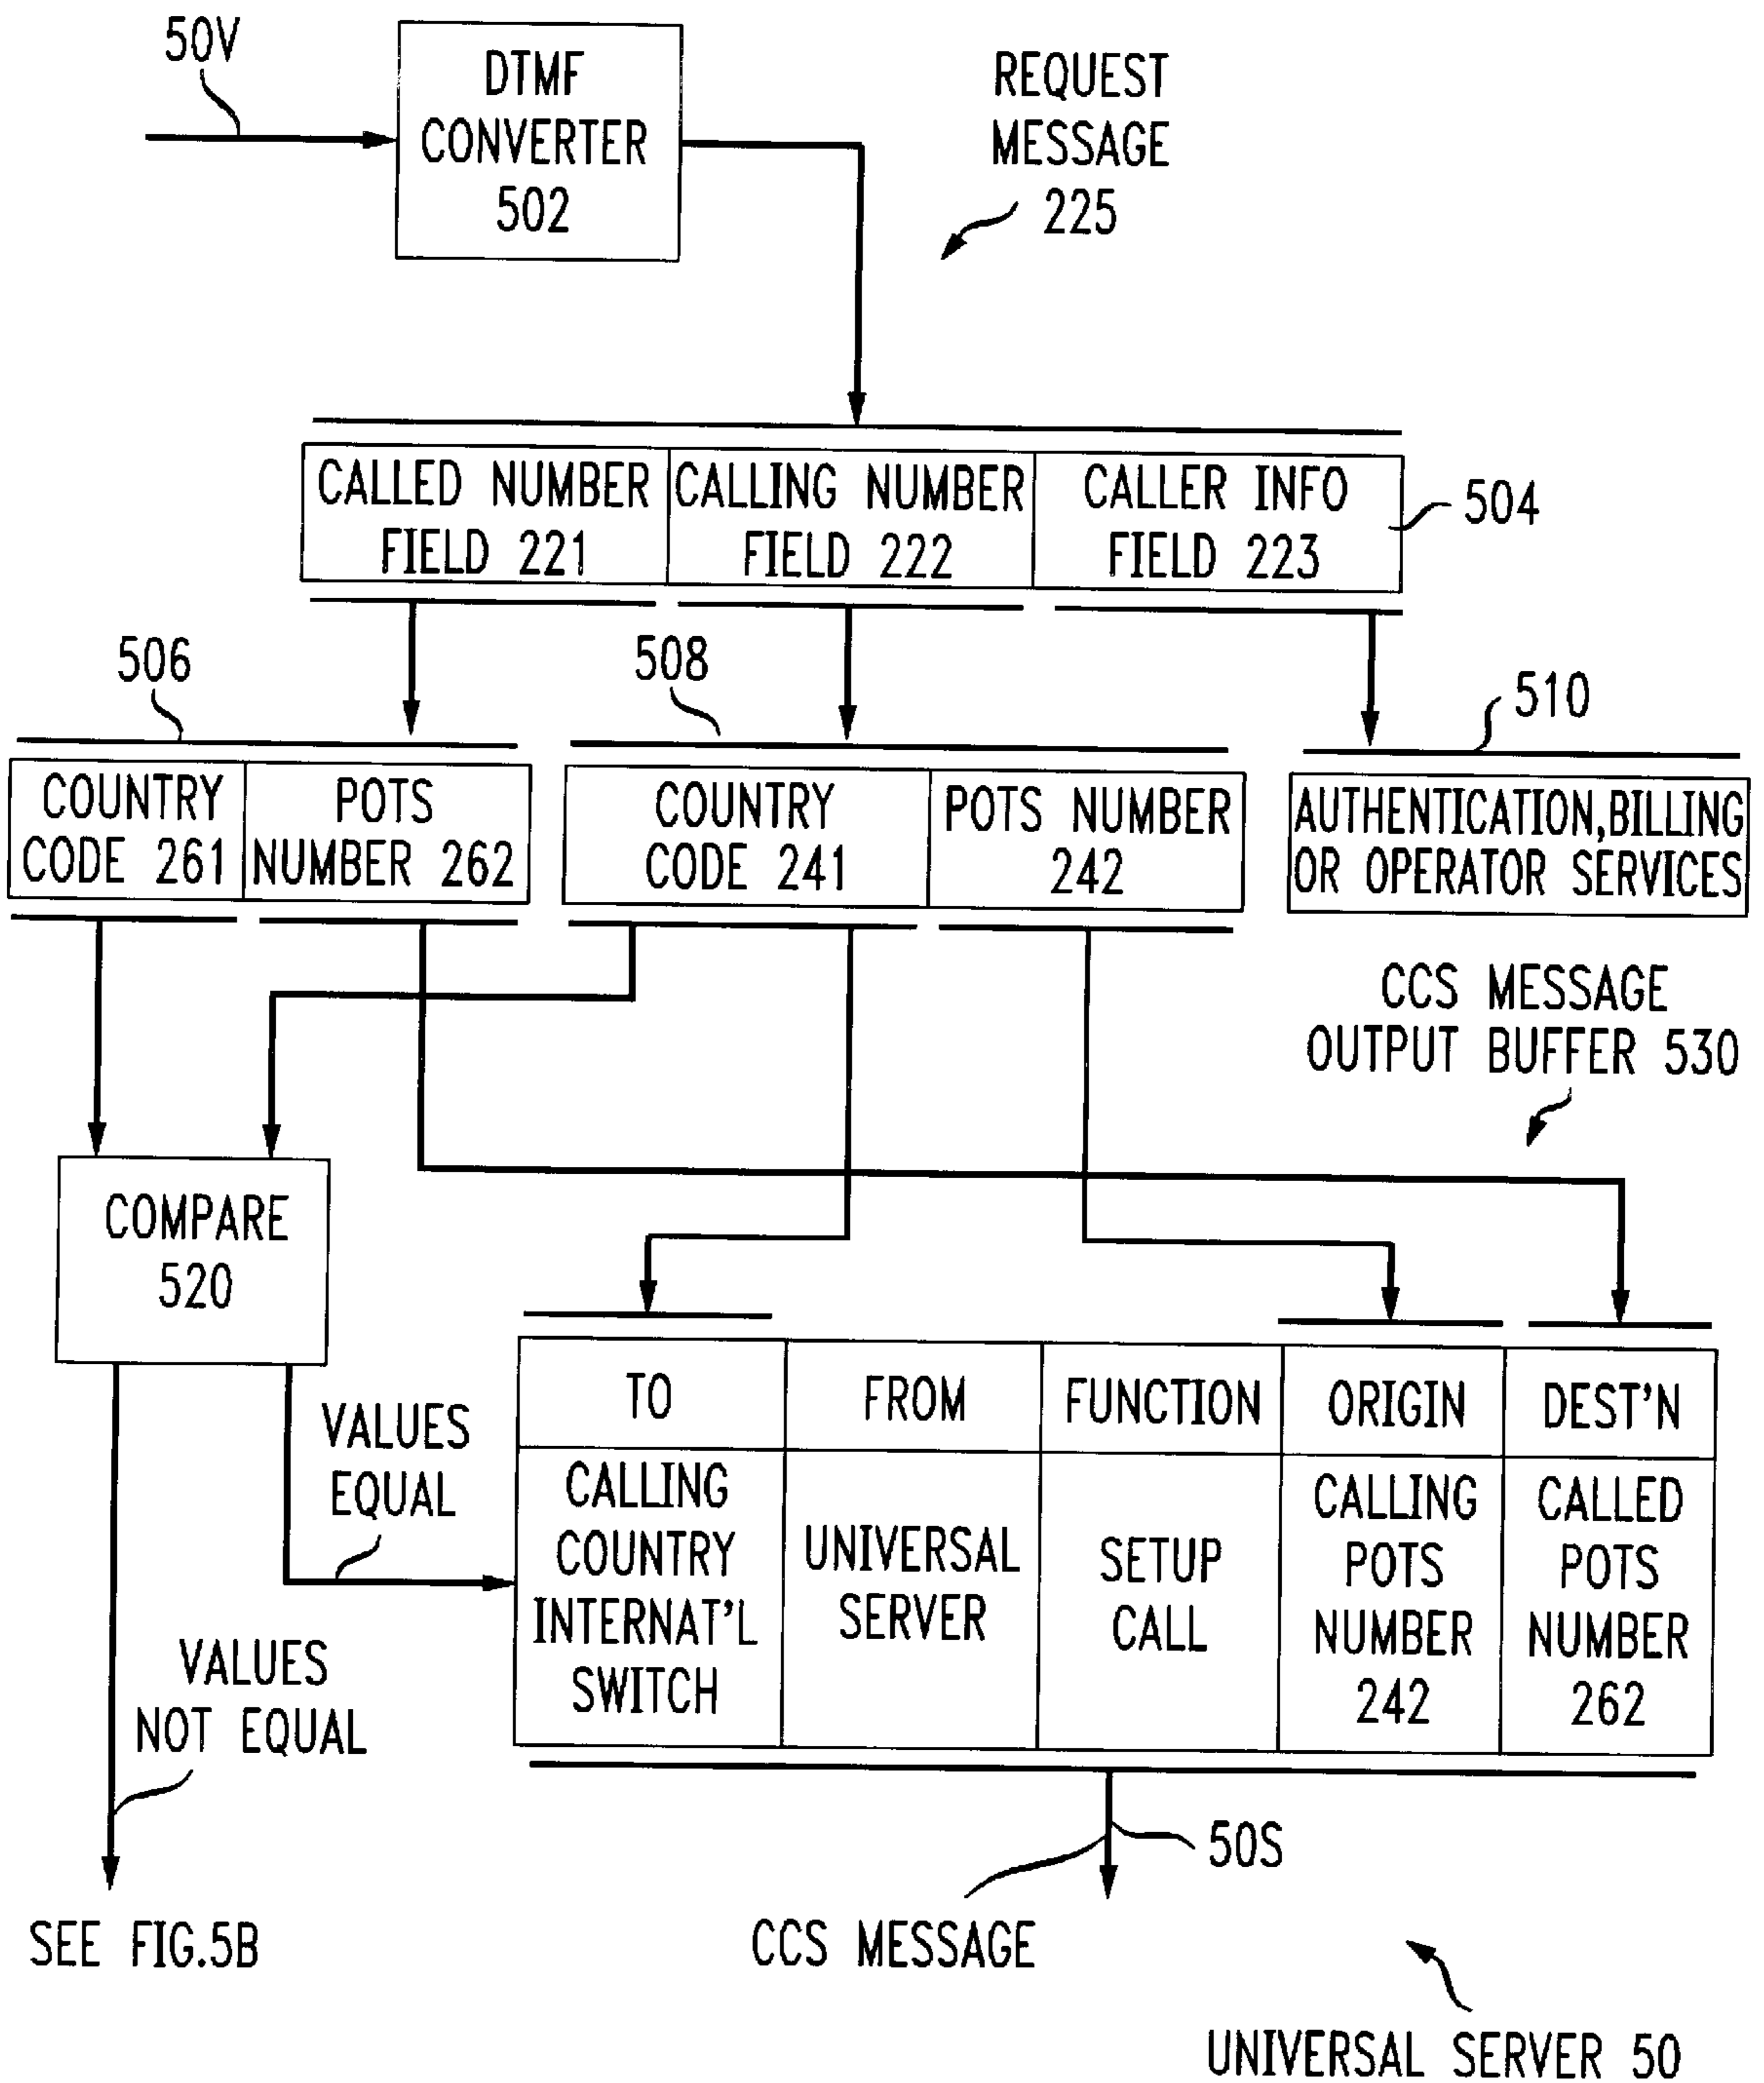 50V
DTMF
CONVERTER
502
REQUEST
MESSAGE
225
CALLED NUMBER
FIELD 221
CALLING NUMBER
FIELD 222
CALLER INFO
FIELD 223
504
506
508
510
COUNTRY
CODE 261
POTS
NUMBER 262
COUNTRY
CODE 241
POTS NUMBER
242
AUTHENTICATION,BILLING
OR OPERATOR SERVICES
CCS MESSAGE
OUTPUT BUFFER 530
COMPARE
520
VALUES
EQUAL
VALUES
NOT EQUAL
TO
FROM
FUNCTION
ORIGIN
DEST'N
CALLING
COUNTRY
INTERNAT'L
SWITCH
UNIVERSAL
SERVER
SETUP
CALL
CALLING
POTS
NUMBER
242
CALLED
POTS
NUMBER
262
50S
SEE FIG.5B
CCS MESSAGE
UNIVERSAL SERVER 50